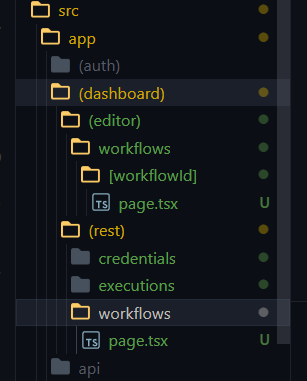 src
app
(auth)
(dashboard)
(editor)
workflows
[workflowId]
TS page.tsx U
(rest)
credentials
executions
workflows
TS page.tsx U
api